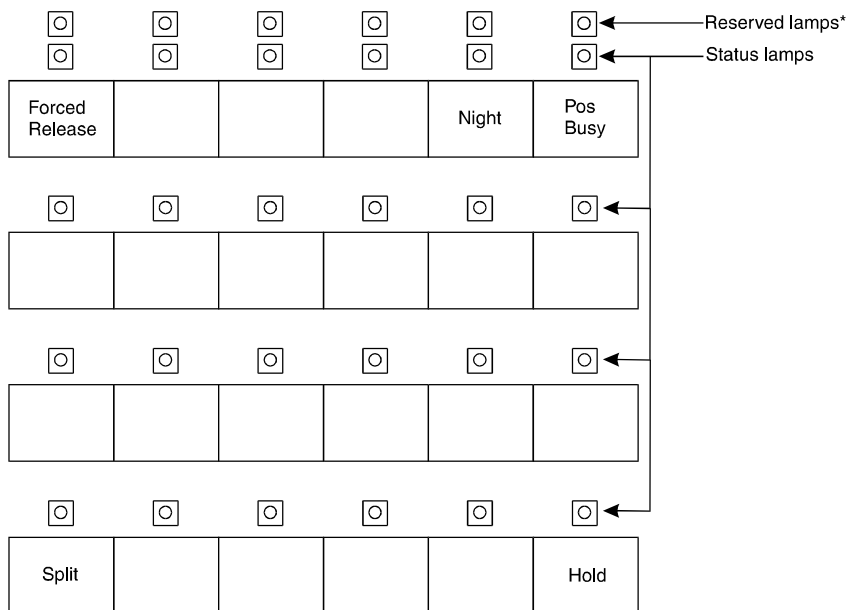 Reserved lamps*
Status lamps
Forced
Release
Night
Pos
Busy
Split
Hold